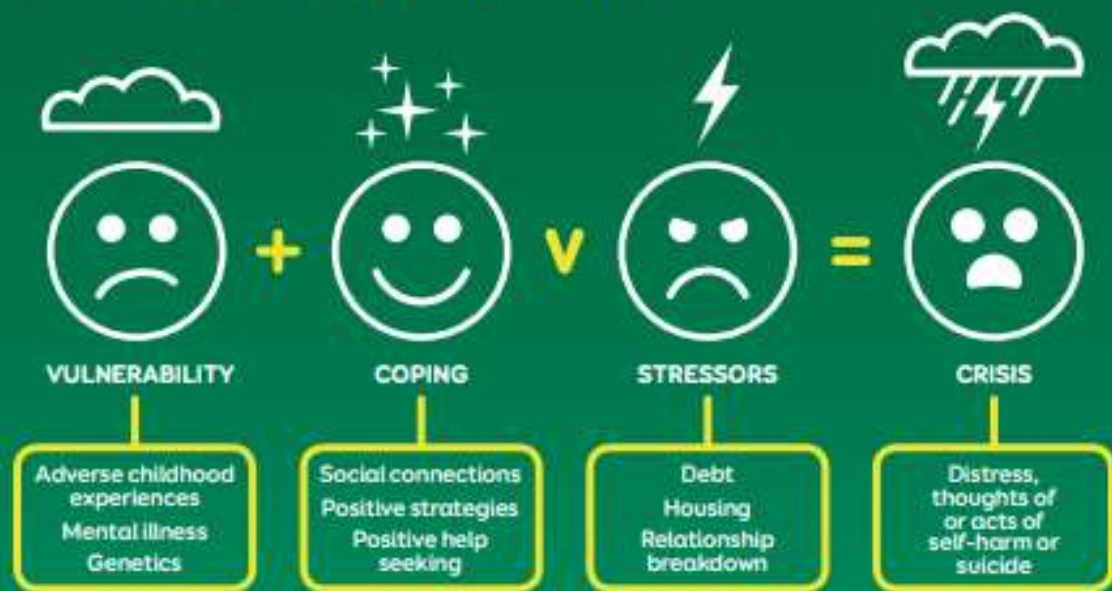 VULNERABILITY
+
COPING
V
STRESSORS
=
CRISIS
Adverse childhood
experiences
Mental illness
Genetics
Social connections
Positive strategies
Positive help
seeking
Debt
Housing
Relationship
breakdown
Distress,
thoughts of
or acts of
self-harm or
suicide